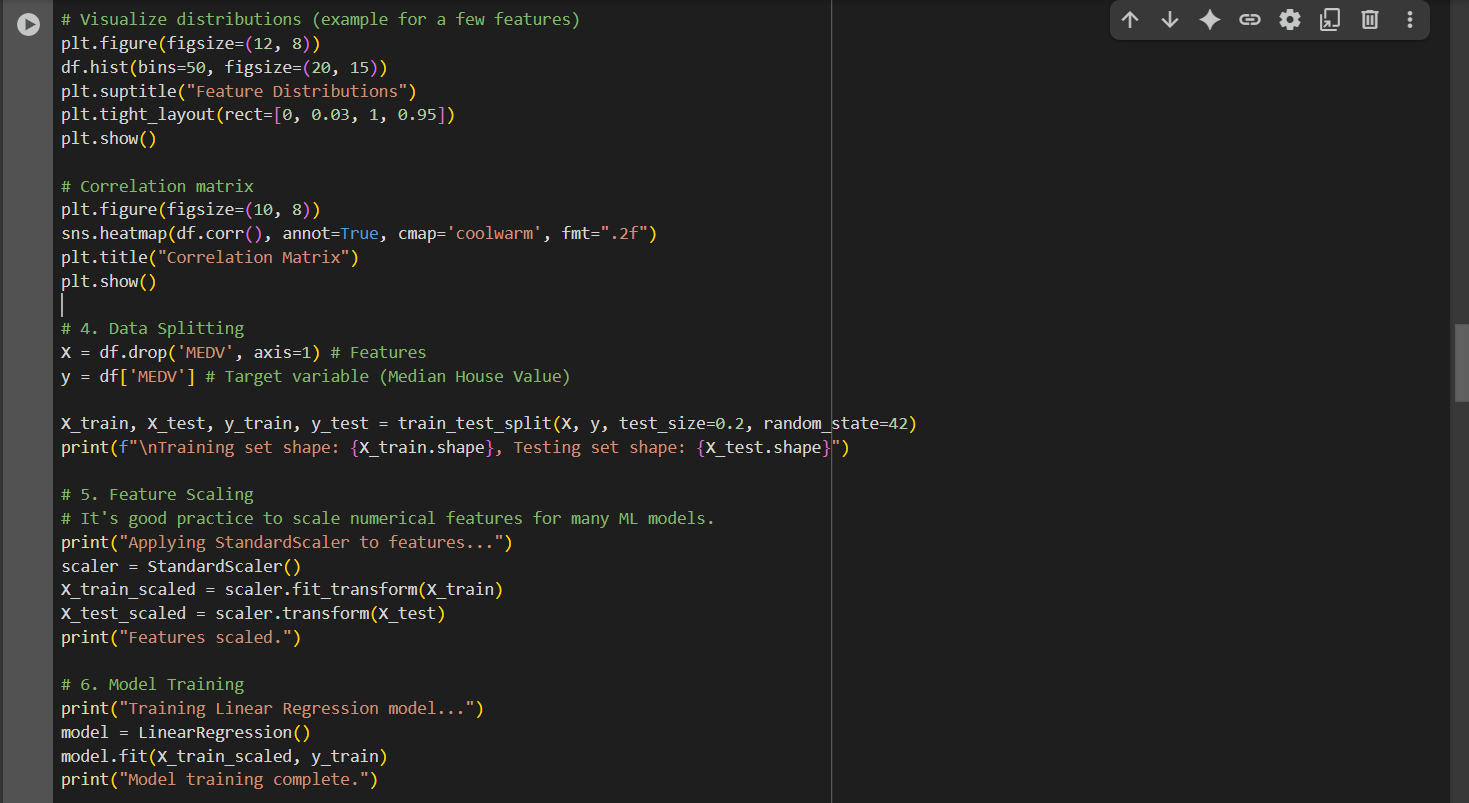 # Visualize distributions (example for a few features)
plt.figure(figsize=(12, 8))
df.hist(bins=50, figsize=(20, 15))
plt.suptitle("Feature Distributions")
plt.tight_layout(rect=[0, 0.03, 1, 0.95])
plt.show()
# Correlation matrix
plt.figure(figsize=(10, 8))
sns.heatmap(df.corr(), annot=True, cmap='coolwarm', fmt=".2f")
plt.title("Correlation Matrix")
plt.show()
# 4. Data Splitting
X = df.drop('MEDV', axis=1) # Features
y = df['MEDV'] # Target variable (Median House Value)
X_train, X_test, y_train, y_test = train_test_split(X, y, test_size=0.2, random_state=42)
print(f"\nTraining set shape: {X_train.shape}, Testing set shape: {X_test.shape}")
# 5. Feature Scaling
# It's good practice to scale numerical features for many ML models.
print("Applying StandardScaler to features...")
scaler = StandardScaler()
X_train_scaled = scaler.fit_transform(X_train)
X_test_scaled = scaler.transform(X_test)
print("Features scaled.")
# 6. Model Training
print("Training Linear Regression model...")
model = LinearRegression()
model.fit(X_train_scaled, y_train)
print("Model training complete.")